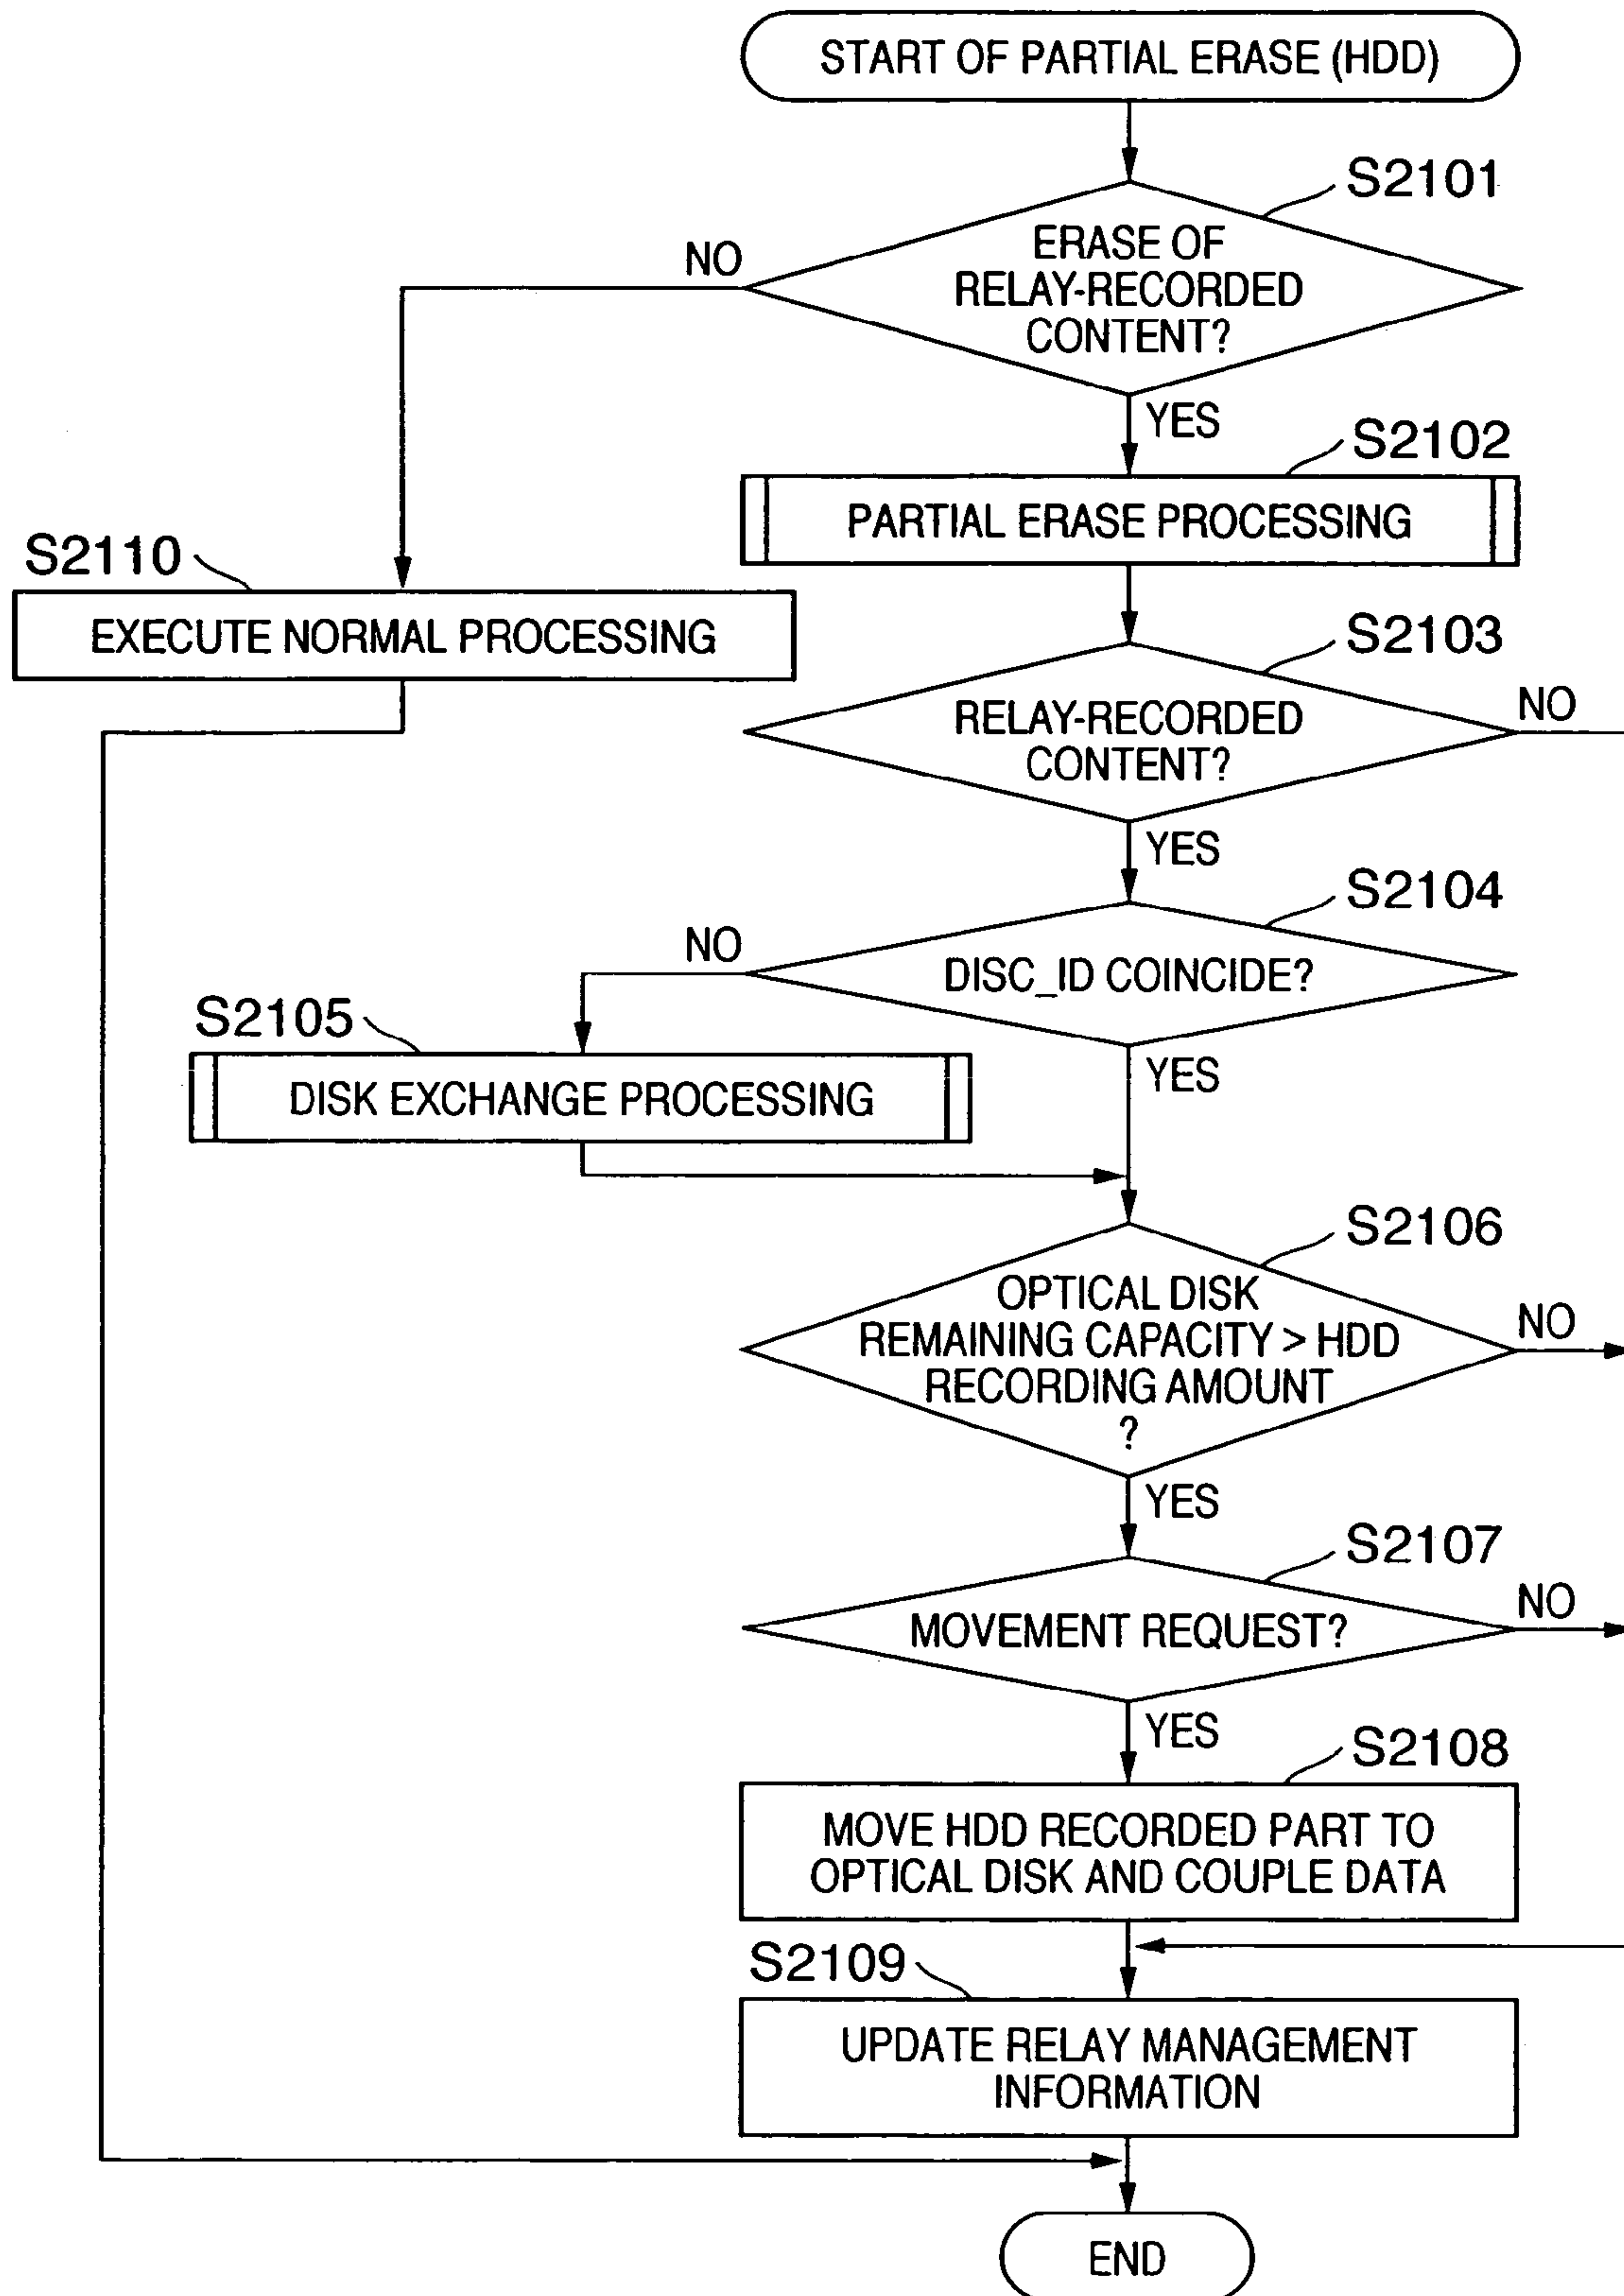 START OF PARTIAL ERASE (HDD)
S2101
ERASE OF
RELAY-RECORDED
CONTENT?
NO
YES
S2102
PARTIAL ERASE PROCESSING
S2110
EXECUTE NORMAL PROCESSING
S2103
RELAY-RECORDED
CONTENT?
NO
YES
S2104
DISC_ID COINCIDE?
NO
YES
S2105
DISK EXCHANGE PROCESSING
S2106
OPTICAL DISK
REMAINING CAPACITY > HDD
RECORDING AMOUNT
?
NO
YES
S2107
MOVEMENT REQUEST?
NO
YES
S2108
MOVE HDD RECORDED PART TO
OPTICAL DISK AND COUPLE DATA
S2109
UPDATE RELAY MANAGEMENT
INFORMATION
END